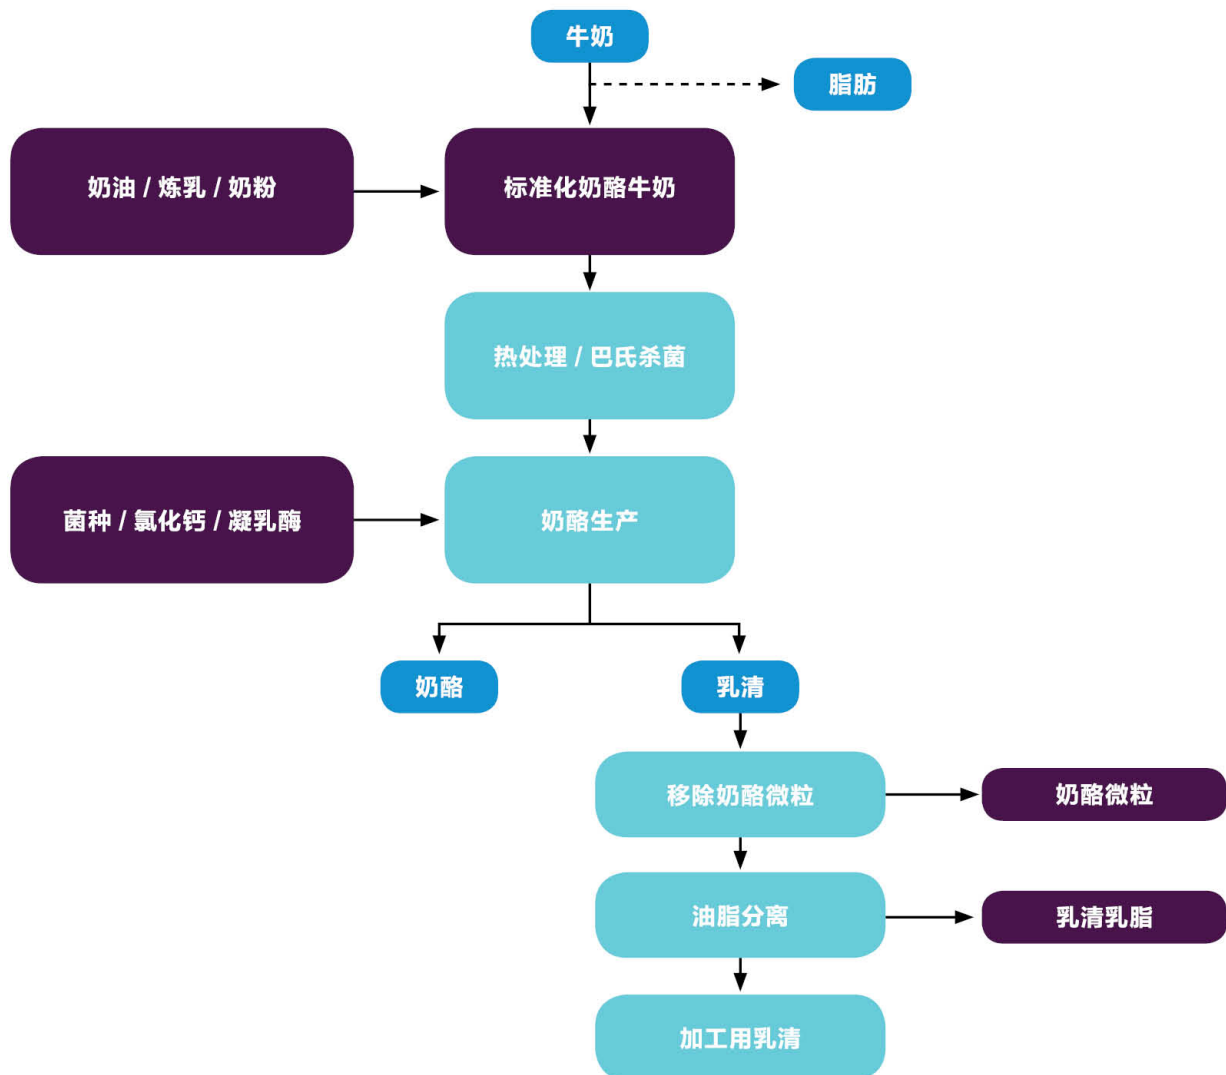 牛奶
脂肪
奶油 / 炼乳 / 奶粉
标准化奶酪牛奶
热处理 / 巴氏杀菌
菌种 / 氯化钙 / 凝乳酶
奶酪生产
奶酪
乳清
移除奶酪微粒
奶酪微粒
油脂分离
乳清乳脂
加工用乳清